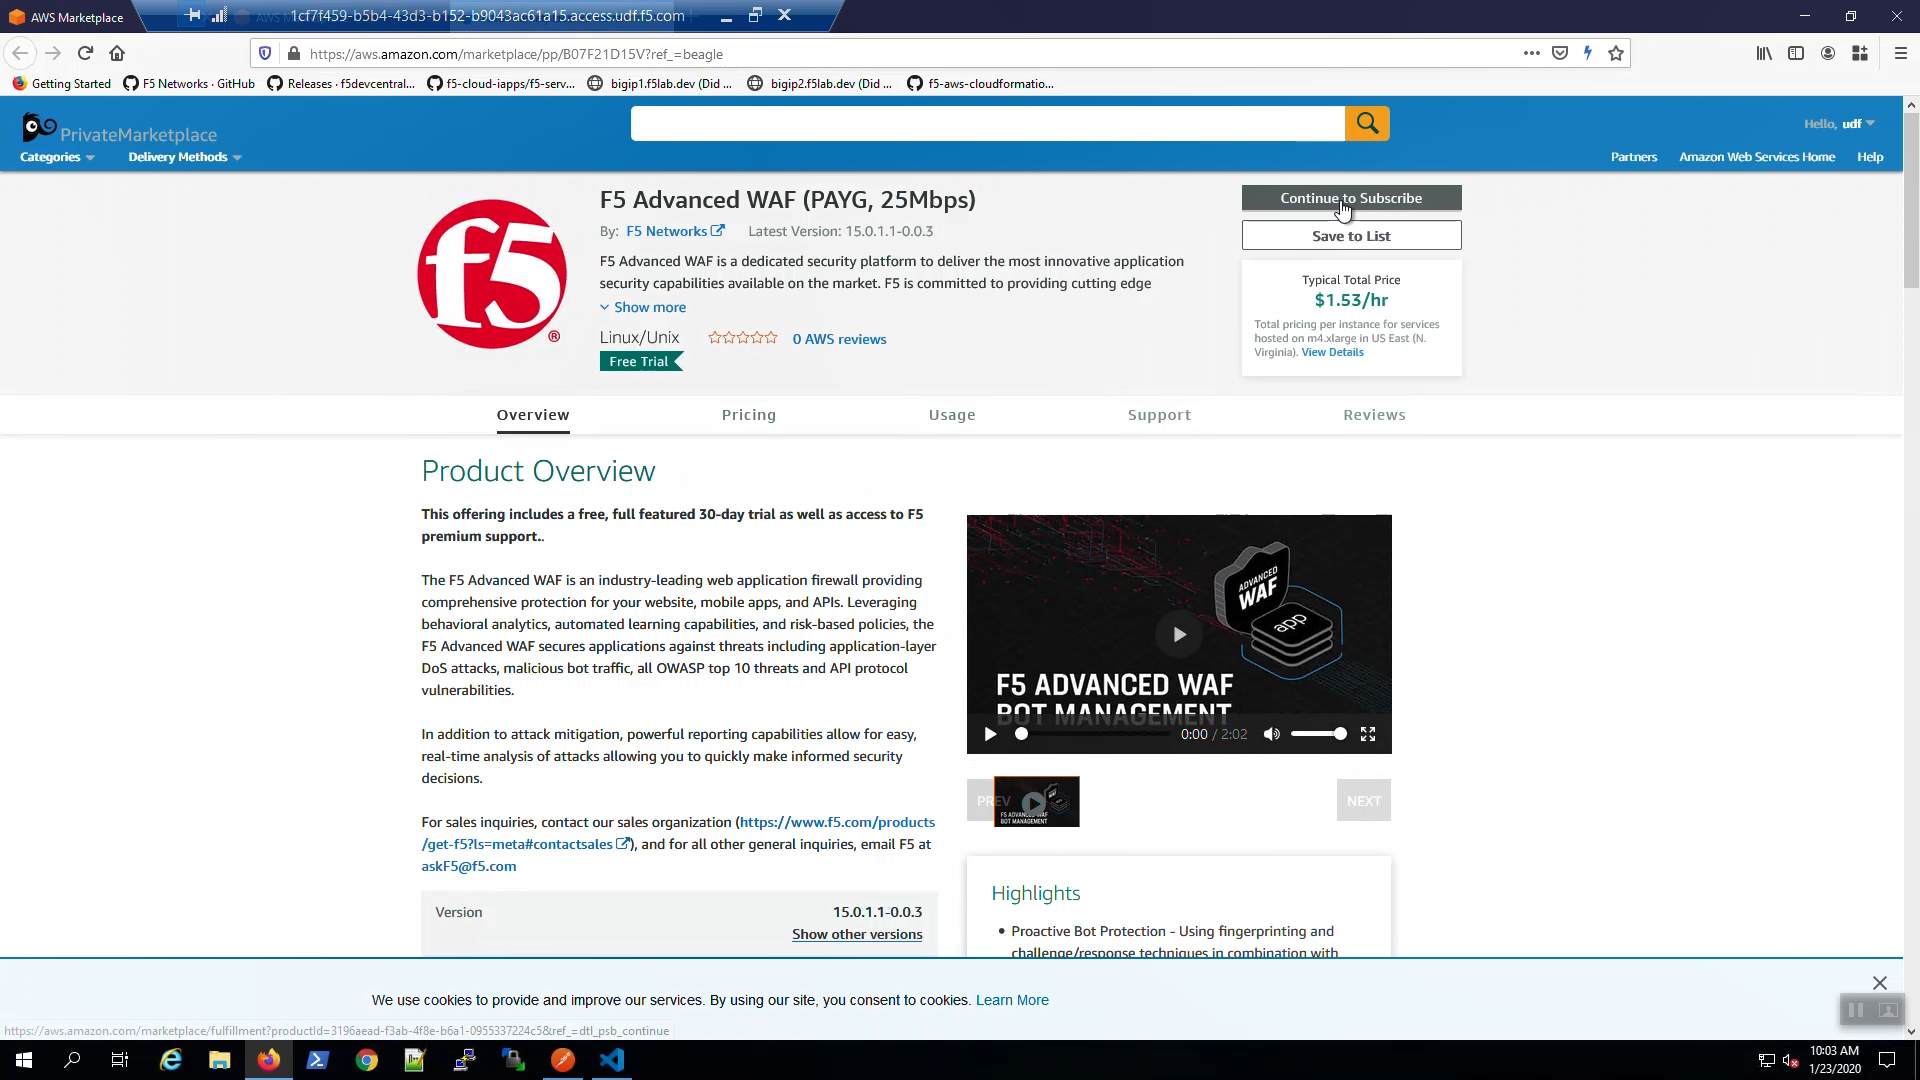 AWS Marketplace
1cf7f459-b5b4-43d3-b152-b9043ac61a15.access.udf.f5.com
https://aws.amazon.com/marketplace/pp/B07F21D15V?ref_=beagle
Getting Started
F5 Networks · GitHub
Releases · f5devcentral...
f5-cloud-iapps/f5-serv...
bigip1.f5lab.dev (Did ...
bigip2.f5lab.dev (Did ...
f5-aws-cloudformatio...
PrivateMarketplace
Hello, udf
Categories
Delivery Methods
Partners
Amazon Web Services Home
Help
f5
®
F5 Advanced WAF (PAYG, 25Mbps)
By: F5 Networks
Latest Version: 15.0.1.1-0.0.3
F5 Advanced WAF is a dedicated security platform to deliver the most innovative application
security capabilities available on the market. F5 is committed to providing cutting edge
Show more
Linux/Unix
0 AWS reviews
Free Trial
Continue to Subscribe
Save to List
Typical Total Price
$1.53/hr
Total pricing per instance for services
hosted on m4.xlarge in US East (N.
Virginia). View Details
Overview
Pricing
Usage
Support
Reviews
Product Overview
This offering includes a free, full featured 30-day trial as well as access to F5
premium support..
The F5 Advanced WAF is an industry-leading web application firewall providing
comprehensive protection for your website, mobile apps, and APIs. Leveraging
behavioral analytics, automated learning capabilities, and risk-based policies, the
F5 Advanced WAF secures applications against threats including application-layer
DoS attacks, malicious bot traffic, all OWASP top 10 threats and API protocol
vulnerabilities.
In addition to attack mitigation, powerful reporting capabilities allow for easy,
real-time analysis of attacks allowing you to quickly make informed security
decisions.
For sales inquiries, contact our sales organization (https://www.f5.com/products
/get-f5?ls=meta#contactsales), and for all other general inquiries, email F5 at
askF5@f5.com
Version
15.0.1.1-0.0.3
Show other versions
ADVANCED
WAF
app
F5 ADVANCED WAF
BOT MANAGEMENT
0:00 / 2:02
PREV
F5 ADVANCED WAF
BOT MANAGEMENT
NEXT
Highlights
• Proactive Bot Protection - Using fingerprinting and
challenge/response techniques in combination with
We use cookies to provide and improve our services. By using our site, you consent to cookies. Learn More
https://aws.amazon.com/marketplace/fulfillment?productId=3196aead-f3ab-4f8e-b6a1-0955337224c5&ref_=dtl_psb_continue
10:03 AM
1/23/2020